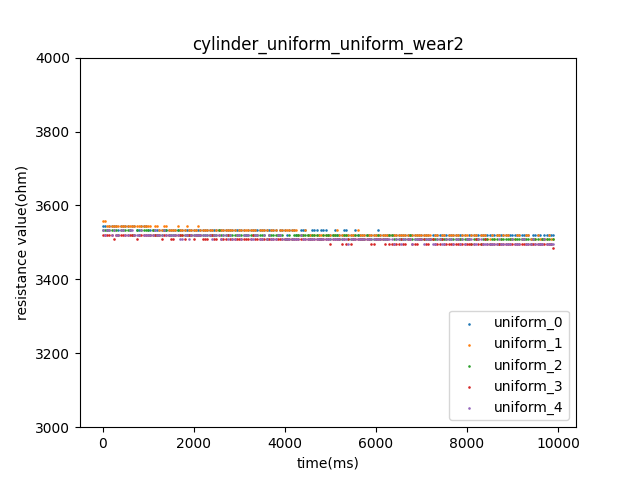 cylinder_uniform_uniform_wear2
4000
3800
3600
3400
3200
3000
resistance value(ohm)
0
2000
4000
6000
8000
10000
time(ms)
uniform_0
uniform_1
uniform_2
uniform_3
uniform_4